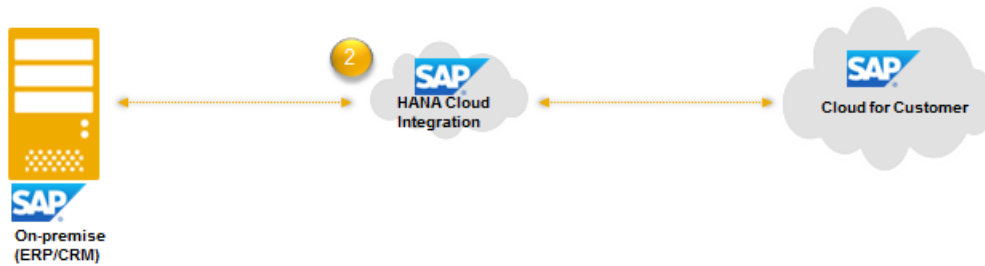 2
SAP
HANA Cloud
Integration
SAP
Cloud for Customer
SAP
On-premise
(ERP/CRM)